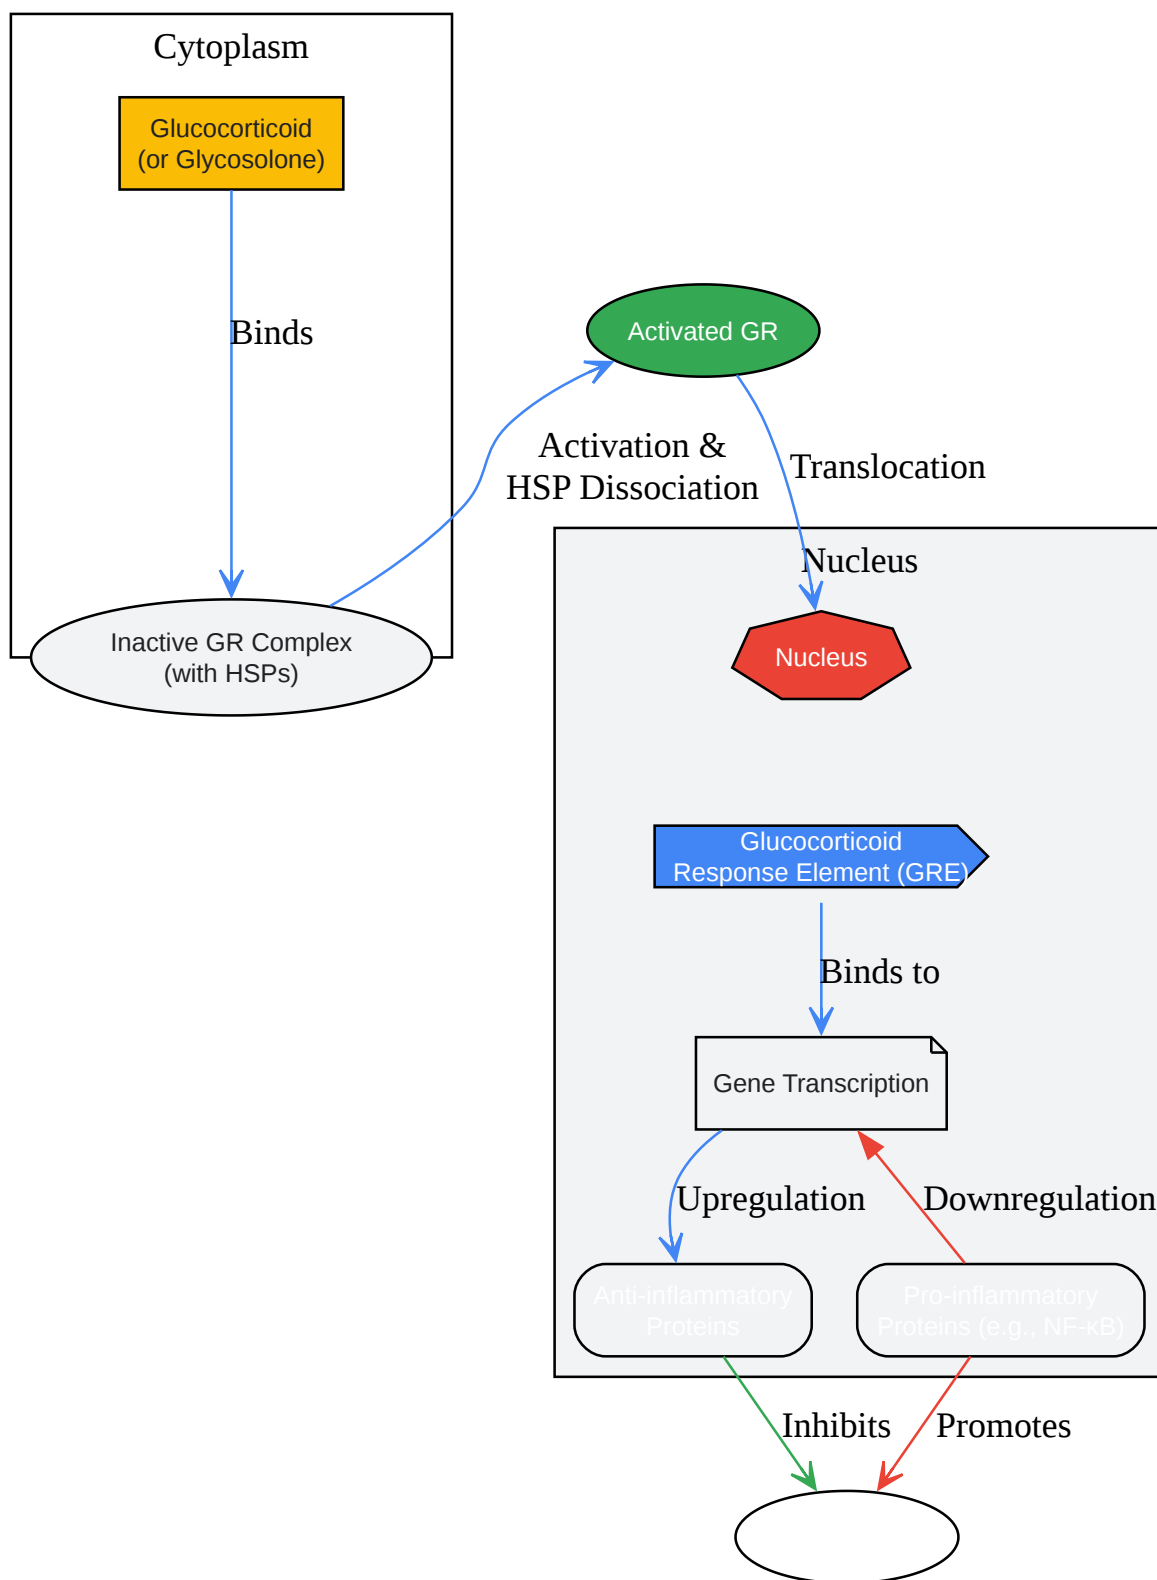 Cytoplasm
Glucocorticoid
(or Glycosolone)
Binds
Activated GR
Activation &
HSP Dissociation
Translocation
Nucleus
Inactive GR Complex
(with HSPs)
Nucleus
Glucocorticoid
Response Element (GRE)
Binds to
Gene Transcription
Upregulation
Downregulation
Anti-inflammatory
Proteins
Pro-inflammatory
Proteins (e.g., NF-κB)
Inhibits
Promotes